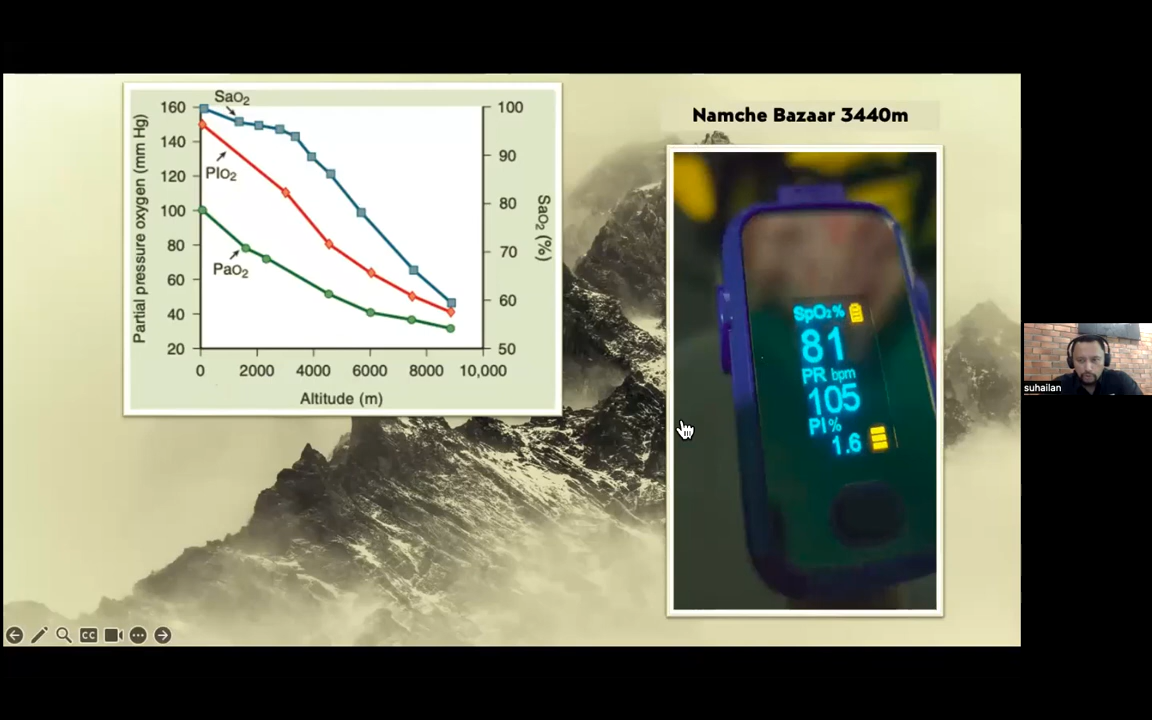 SaO₂
PIO₂
PaO₂
Partial pressure oxygen (mm Hg)
160
140
120
100
80
60
40
20
100
90
80
70
60
50
SaO₂ (%)
0
2000
4000
6000
8000
10,000
Altitude (m)
Namche Bazaar 3440m
SpO₂%
81
PR bpm
105
PI%
1.6
suhailan
CC